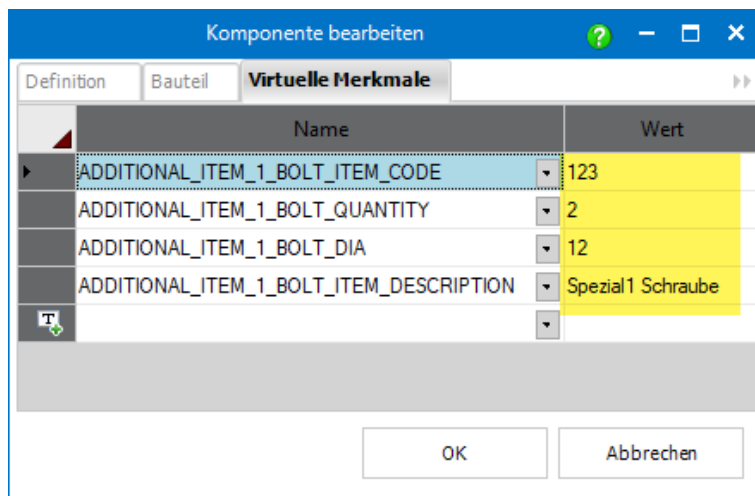 Komponente bearbeiten
Definition Bauteil Virtuelle Merkmale
Name Wert
ADDITIONAL_ITEM_1_BOLT_ITEM_CODE 123
ADDITIONAL_ITEM_1_BOLT_QUANTITY 2
ADDITIONAL_ITEM_1_BOLT_DIA 12
ADDITIONAL_ITEM_1_BOLT_ITEM_DESCRIPTION Spezial1 Schraube
OK Abbrechen